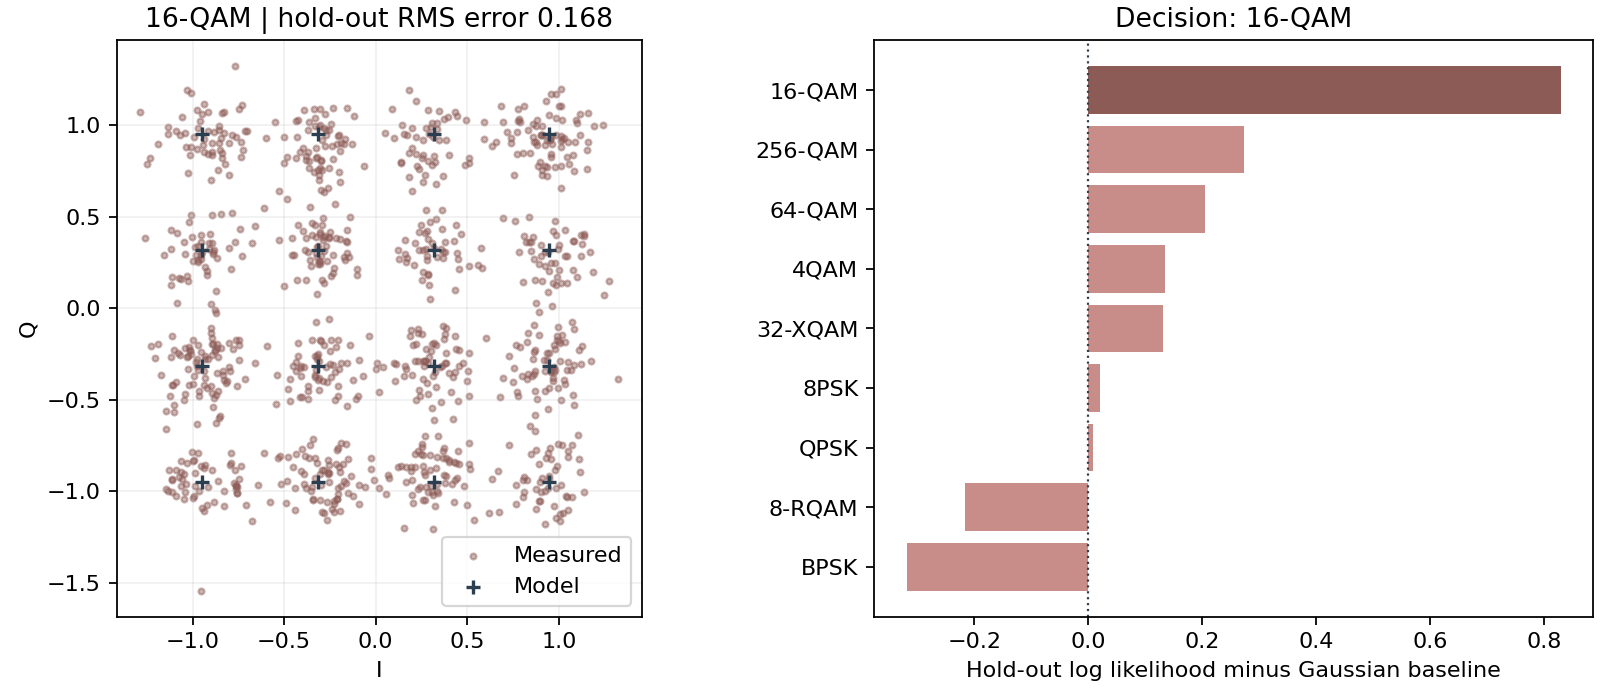 16-QAM | hold-out RMS error 0.168
Q
1.0
0.5
0.0
−0.5
−1.0
−1.5
−1.0
−0.5
0.0
0.5
1.0
I
Measured
Model
Decision: 16-QAM
16-QAM
256-QAM
64-QAM
4QAM
32-XQAM
8PSK
QPSK
8-RQAM
BPSK
−0.2
0.0
0.2
0.4
0.6
0.8
Hold-out log likelihood minus Gaussian baseline